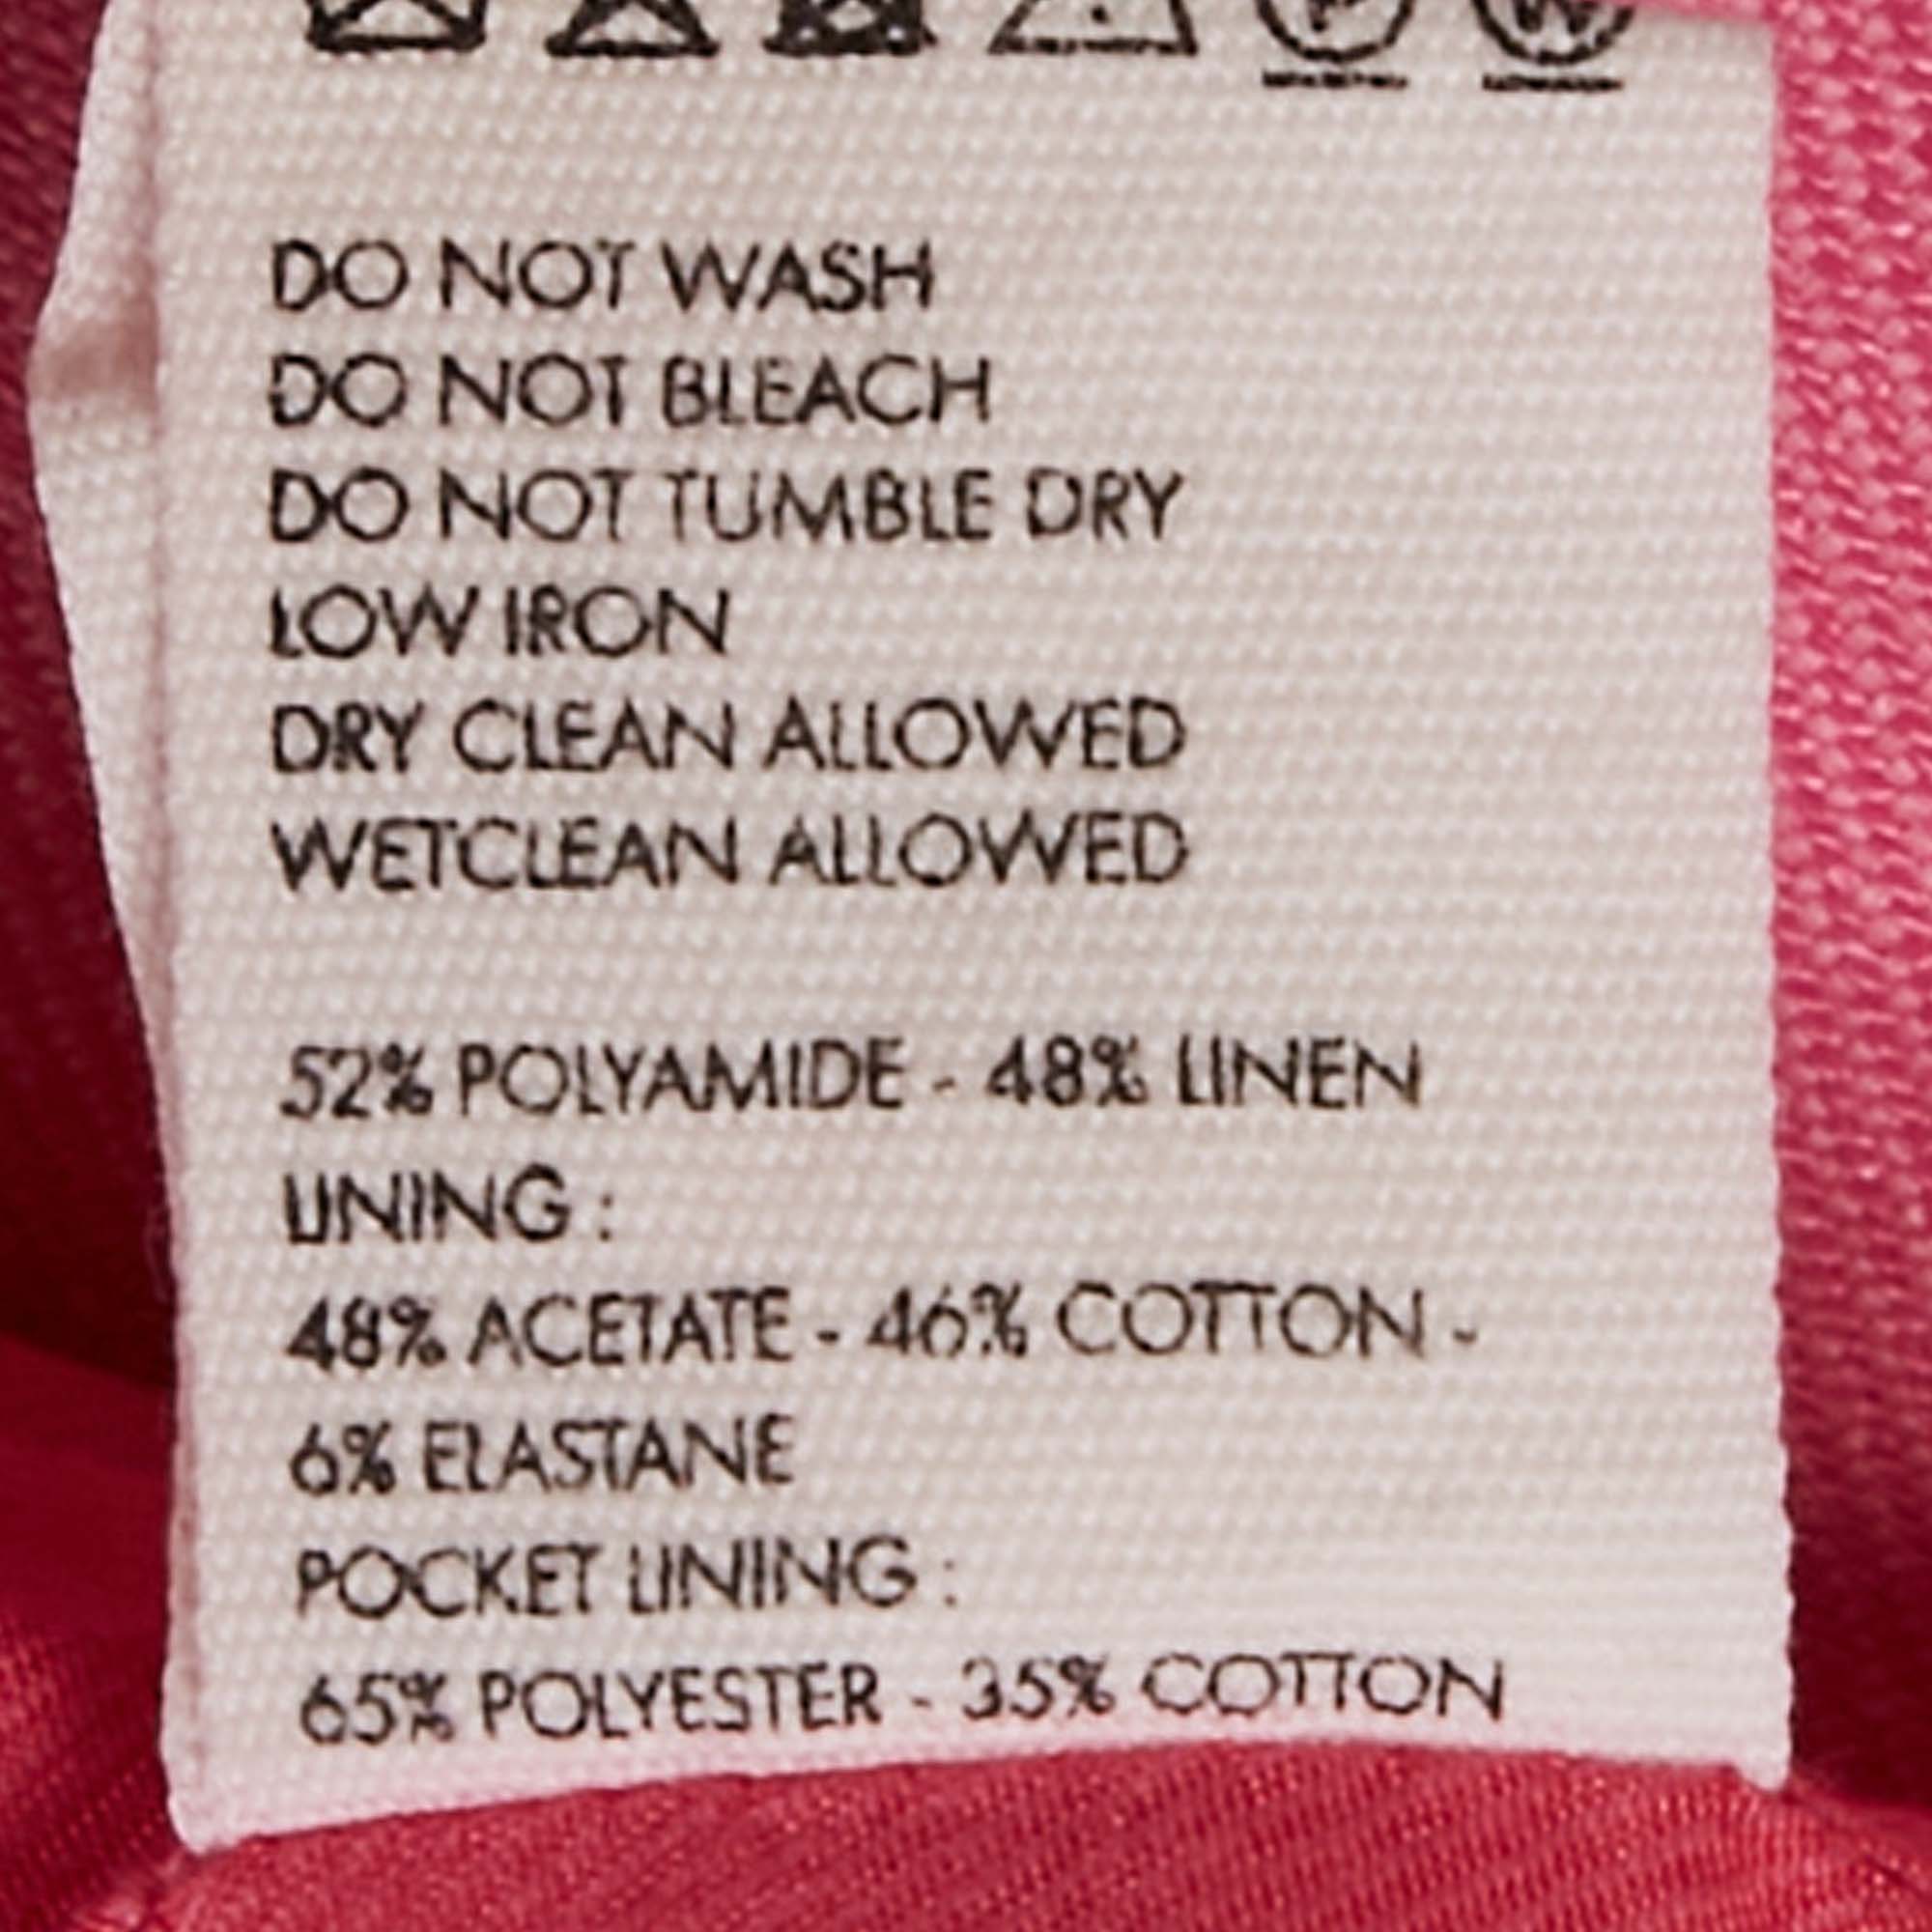 DO NOT WASH
DO NOT BLEACH
DO NOT TUMBLE DRY
LOW IRON
DRY CLEAN ALLOWED
WETCLEAN ALLOWED
52% POLYAMIDE - 48% LINEN
LINING :
48% ACETATE - 46% COTTON -
6% ELASTANE
POCKET LINING :
65% POLYESTER - 35% COTTON